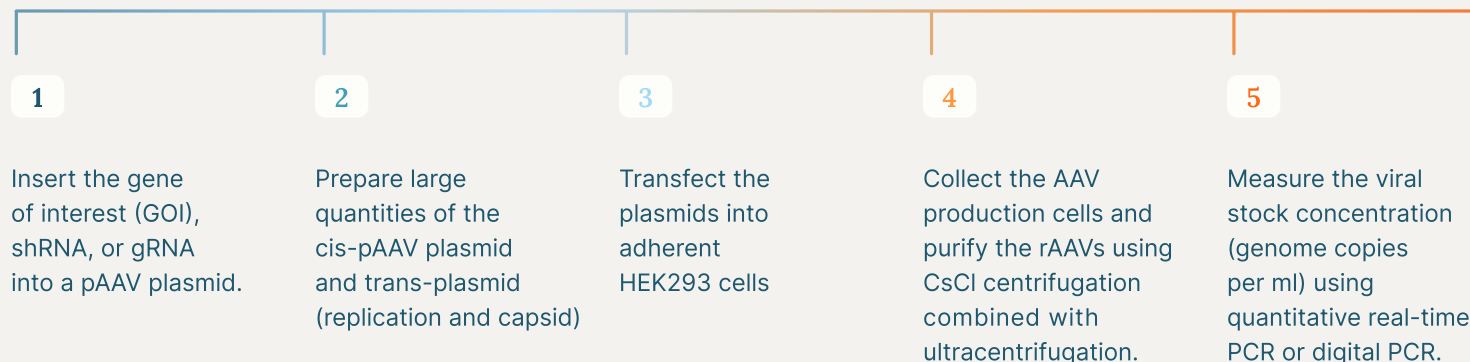 1
Insert the gene
of interest (GOI),
shRNA, or gRNA
into a pAAV plasmid.
2
Prepare large
quantities of the
cis-pAAV plasmid
and trans-plasmid
(replication and capsid)
3
Transfect the
plasmids into
adherent
HEK293 cells
4
Collect the AAV
production cells and
purify the rAAVs using
CsCl centrifugation
combined with
ultracentrifugation.
5
Measure the viral
stock concentration
(genome copies
per ml) using
quantitative real-time
PCR or digital PCR.